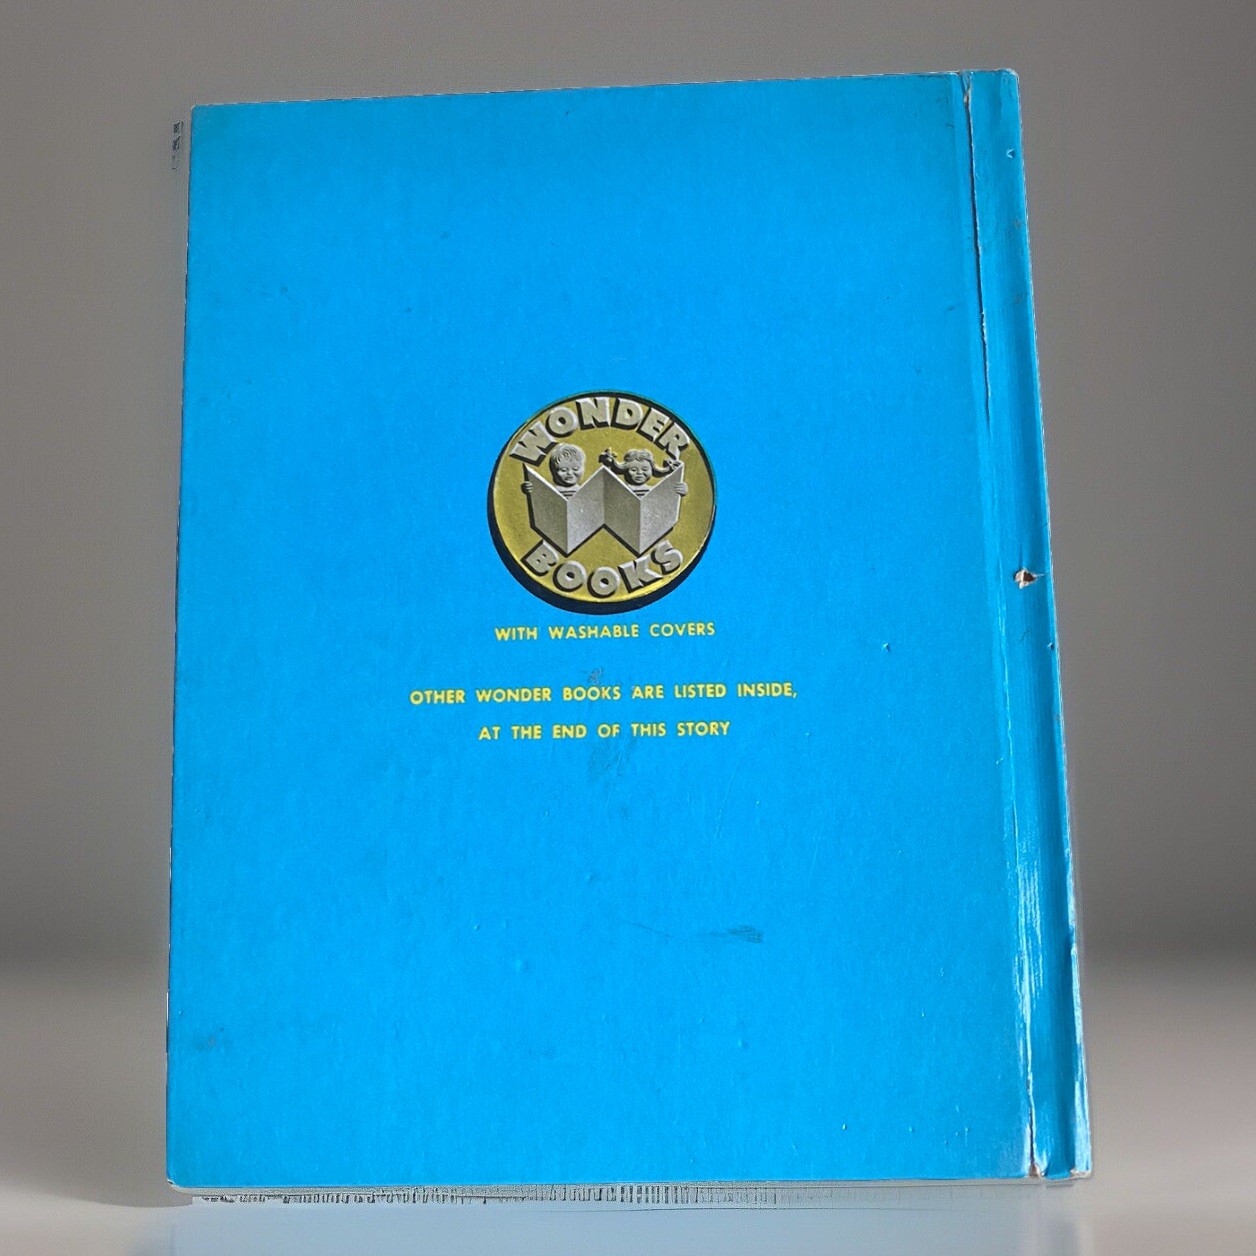 WONDER
BOOKS
WITH WASHABLE COVERS
OTHER WONDER BOOKS ARE LISTED INSIDE,
AT THE END OF THIS STORY